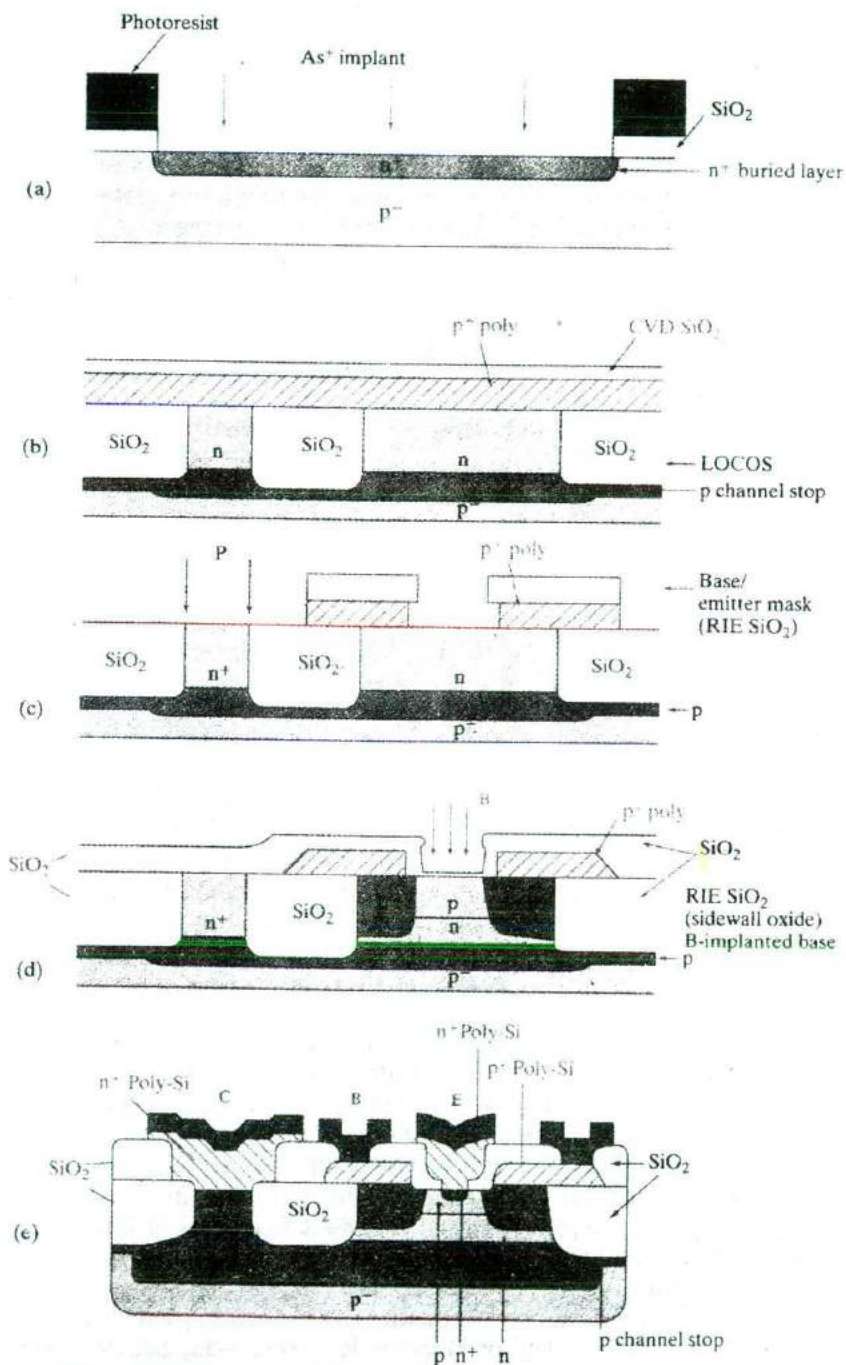 Photoresist
As⁺ implant
SiO₂
n⁺
n⁺ buried layer
(a)
p⁻
p⁺ poly
CVD SiO₂
(b)
SiO₂
n
SiO₂
n
SiO₂
LOCOS
p channel stop
p⁻
P
p⁺ poly
Base/
emitter mask
(RIE SiO₂)
SiO₂
n⁺
SiO₂
n
SiO₂
(c)
p
p⁻
B
p⁺ poly
SiO₂
SiO₂
n⁺
SiO₂
p
n
RIE SiO₂
(sidewall oxide)
B-implanted base
(d)
p
p⁻
n⁺ Poly-Si
p⁺ Poly-Si
n⁺ Poly-Si
C
B
E
SiO₂
SiO₂
SiO₂
(e)
p⁻
p channel stop
p n+ n